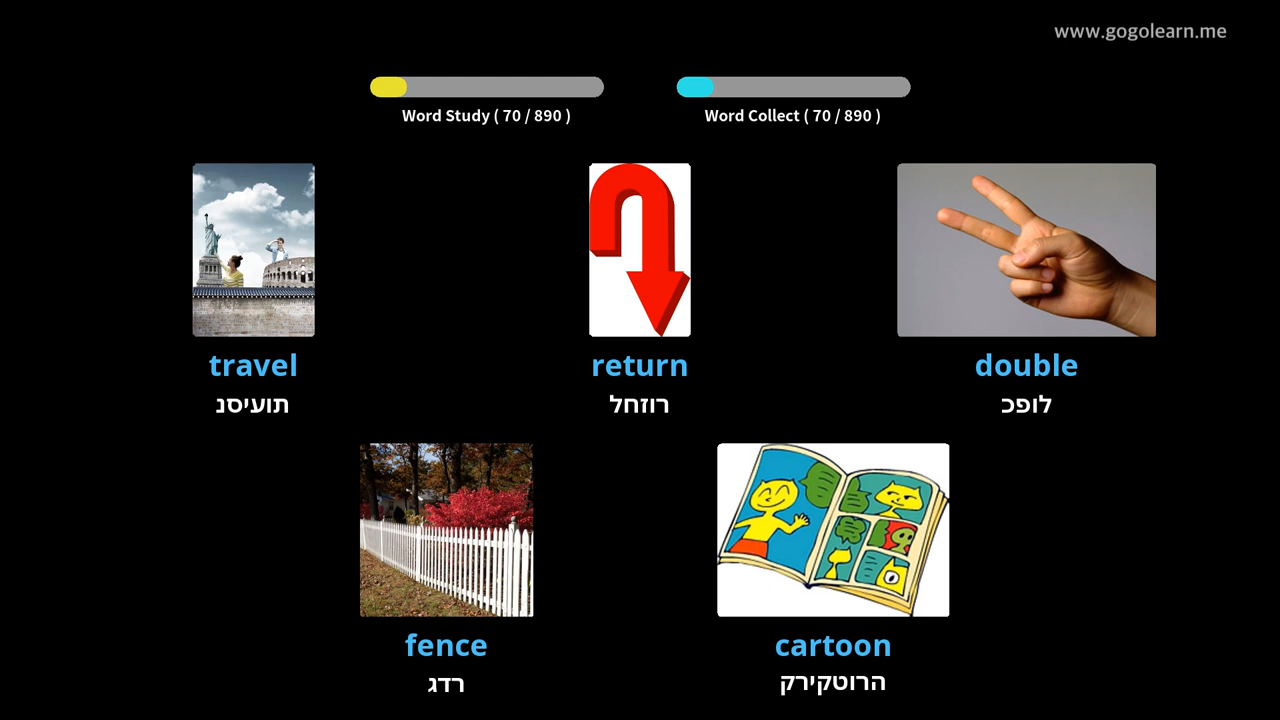 www.gogolearn.me
Word Study ( 70 / 890 )
Word Collect ( 70 / 890 )
travel
תועיסנ
return
רוזחל
double
לופכ
fence
רדג
cartoon
הרוטקירק